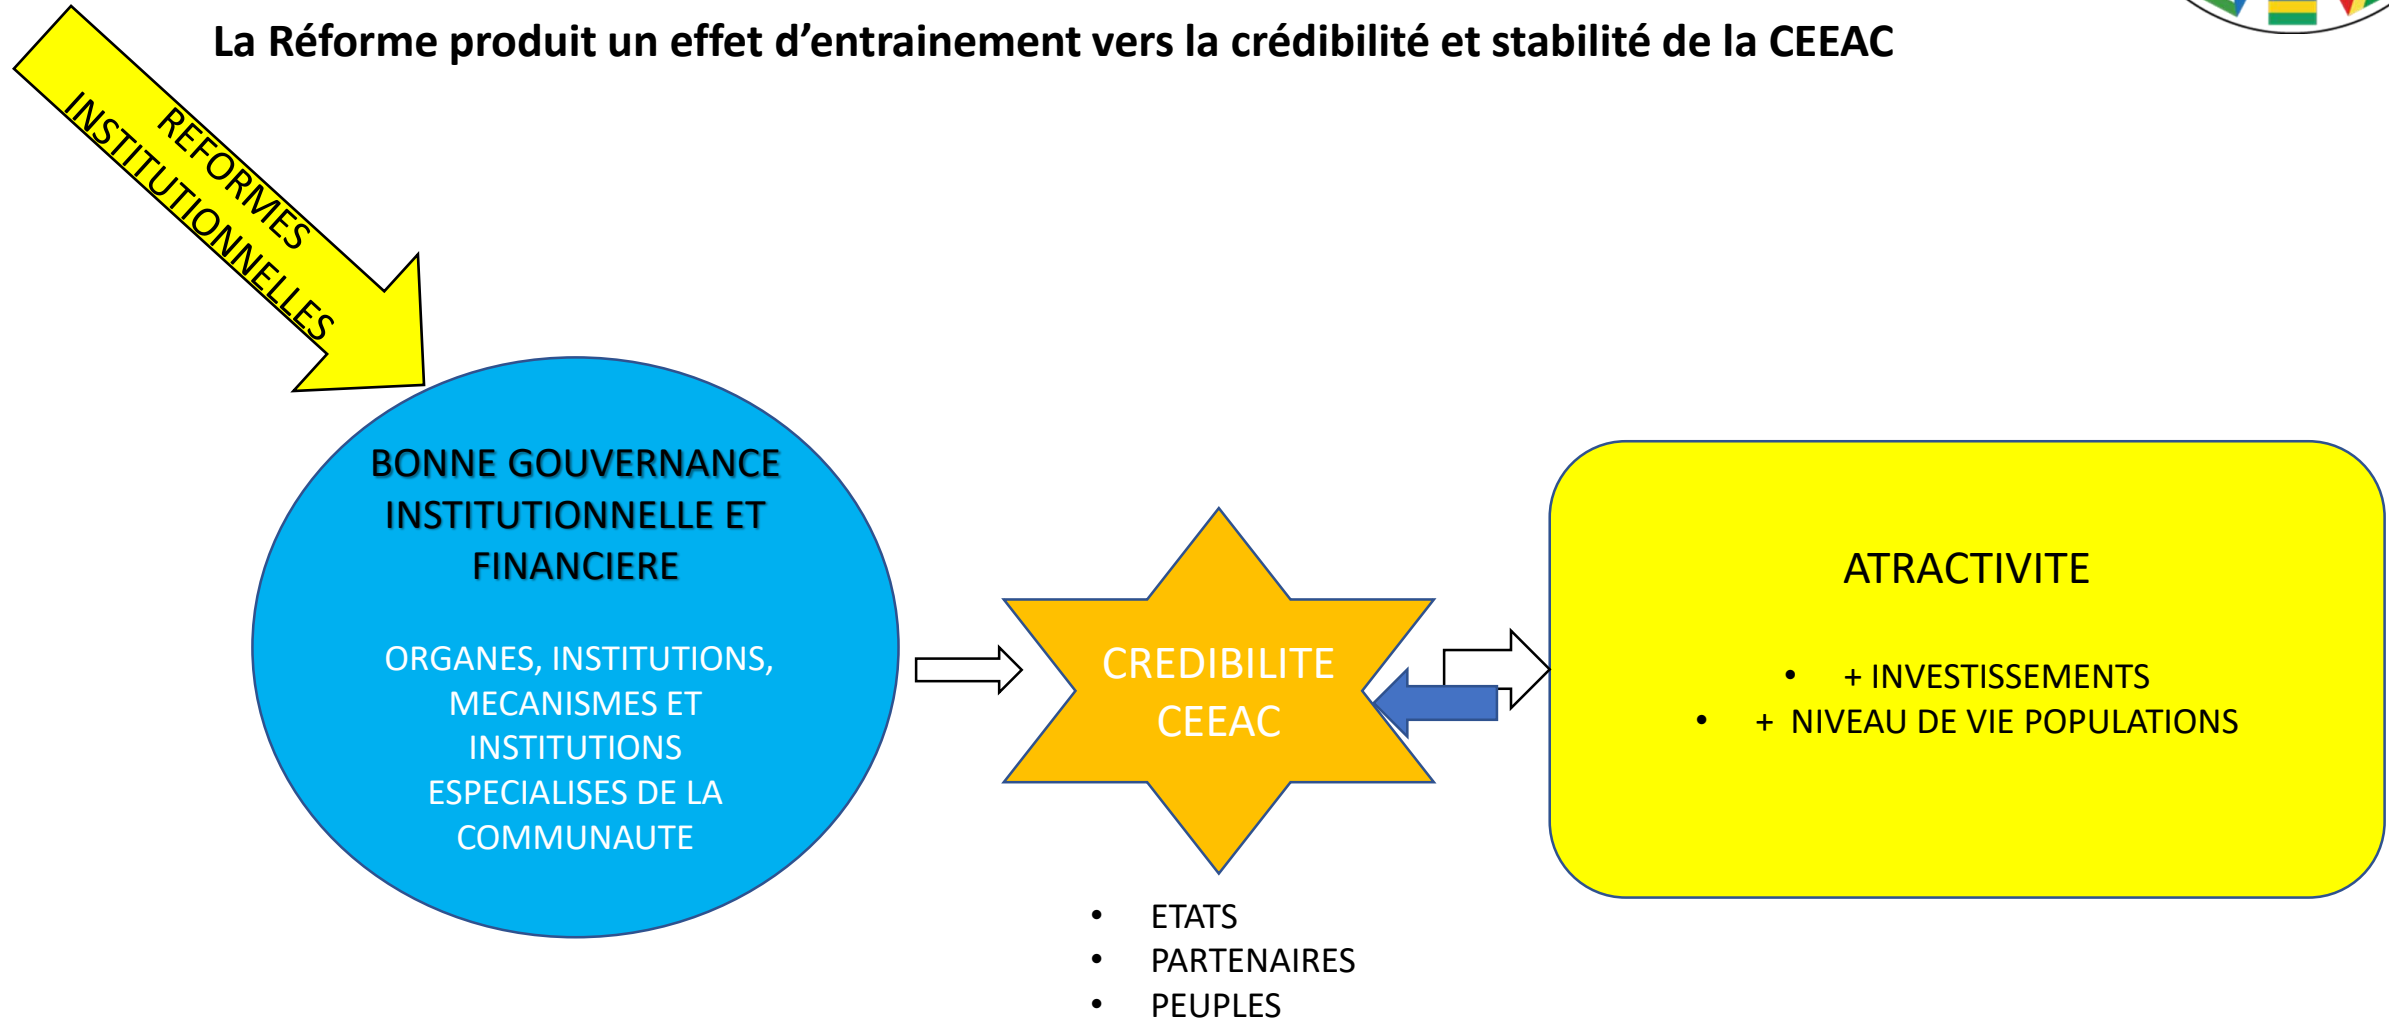 La Réforme produit un effet d’entrainement vers la crédibilité et stabilité de la CEEAC
REFORMES
INSTITUTIONNELLES
BONNE GOUVERNANCE
INSTITUTIONNELLE ET
FINANCIERE
ORGANES, INSTITUTIONS,
MECANISMES ET
INSTITUTIONS
ESPECIALISES DE LA
COMMUNAUTE
CREDIBILITE
CEEAC
• ETATS
• PARTENAIRES
• PEUPLES
ATRACTIVITE
• + INVESTISSEMENTS
• + NIVEAU DE VIE POPULATIONS